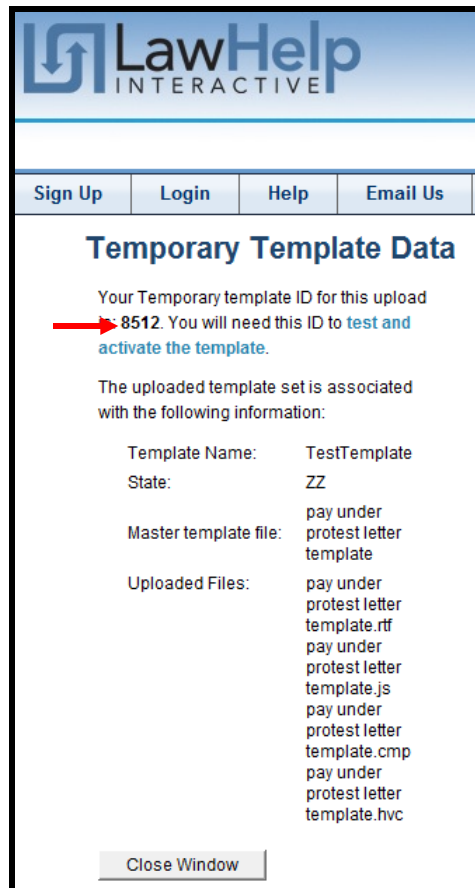 LawHelp
INTERACTIVE
Sign Up Login Help Email Us
Temporary Template Data
Your Temporary template ID for this upload
8512. You will need this ID to test and
activate the template.
The uploaded template set is associated
with the following information:
Template Name: TestTemplate
State: ZZ
Master template file: pay under
protest letter
template
Uploaded Files: pay under
protest letter
template.rtf
pay under
protest letter
template.js
pay under
protest letter
template.cmp
pay under
protest letter
template.hvc
Close Window